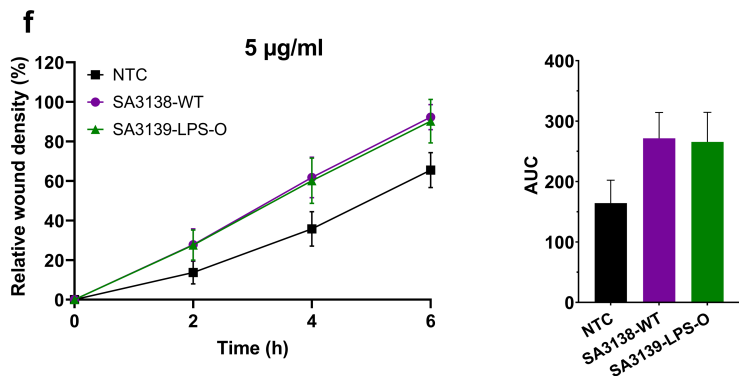 f
5 µg/ml
Relative wound density (%)
120
100
80
60
40
20
0
NTC
SA3138-WT
SA3139-LPS-O
0
2
4
6
Time (h)
AUC
400
300
200
100
0
NTC
SA3138-WT
SA3139-LPS-O